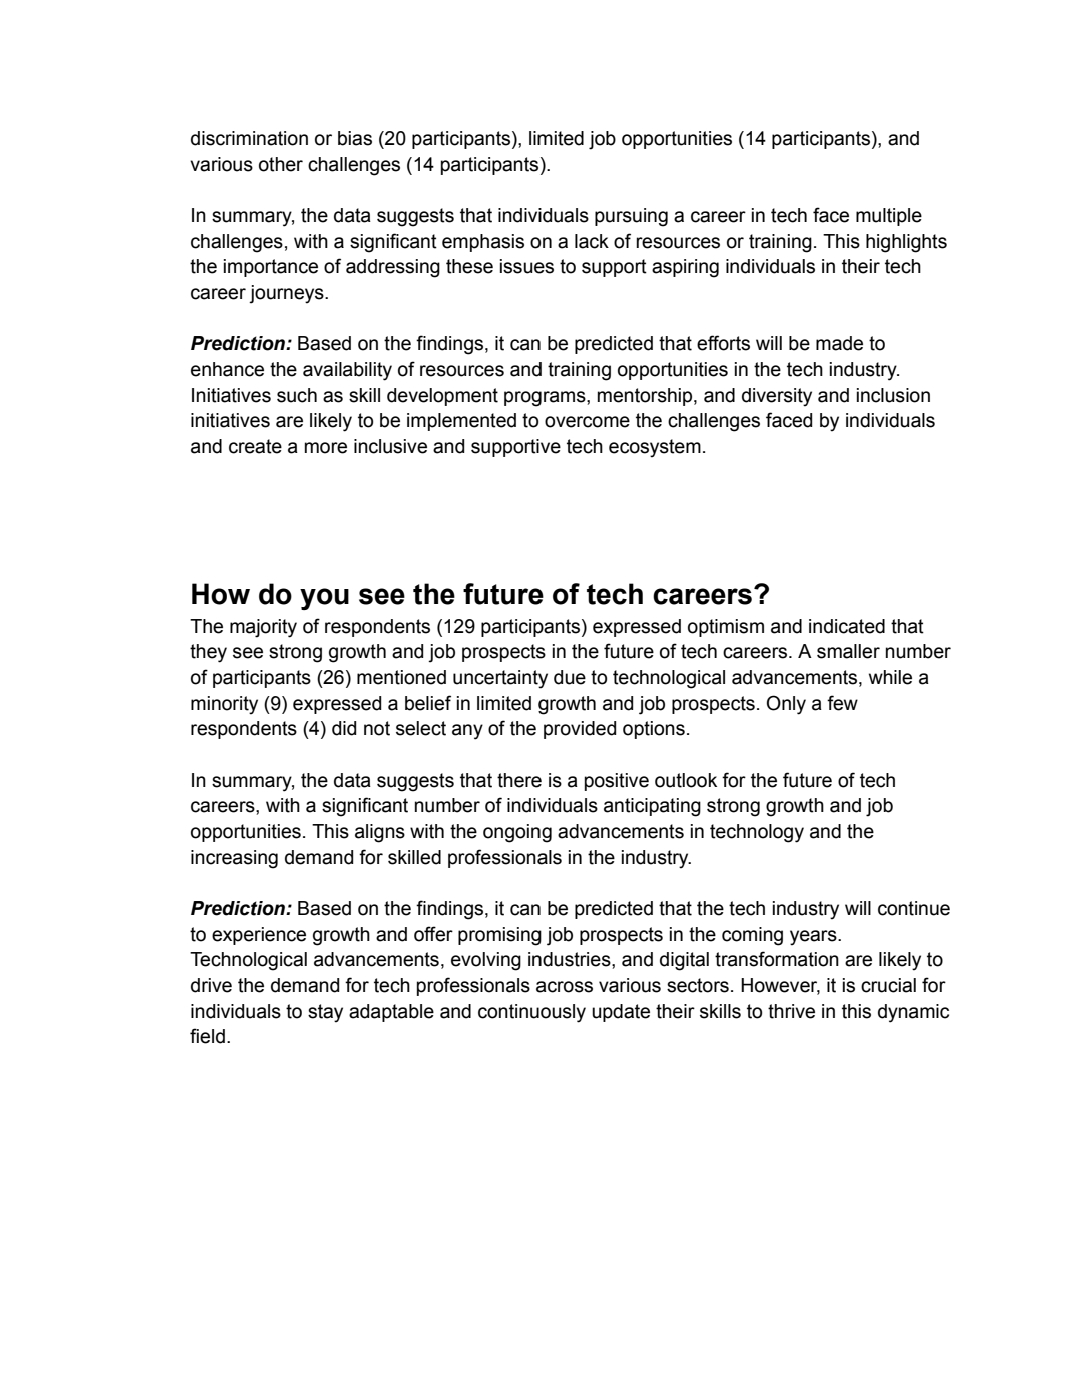 discrimination or bias (20 participants), limited job opportunities (14 participants), and
various other challenges (14 participants).
In summary, the data suggests that individuals pursuing a career in tech face multiple
challenges, with a significant emphasis on a lack of resources or training. This highlights
the importance of addressing these issues to support aspiring individuals in their tech
career journeys.
Prediction: Based on the findings, it can be predicted that efforts will be made to
enhance the availability of resources and training opportunities in the tech industry.
Initiatives such as skill development programs, mentorship, and diversity and inclusion
initiatives are likely to be implemented to overcome the challenges faced by individuals
and create a more inclusive and supportive tech ecosystem.
How do you see the future of tech careers?
The majority of respondents (129 participants) expressed optimism and indicated that
they see strong growth and job prospects in the future of tech careers. A smaller number
of participants (26) mentioned uncertainty due to technological advancements, while a
minority (9) expressed a belief in limited growth and job prospects. Only a few
respondents (4) did not select any of the provided options.
In summary, the data suggests that there is a positive outlook for the future of tech
careers, with a significant number of individuals anticipating strong growth and job
opportunities. This aligns with the ongoing advancements in technology and the
increasing demand for skilled professionals in the industry.
Prediction: Based on the findings, it can be predicted that the tech industry will continue
to experience growth and offer promising job prospects in the coming years.
Technological advancements, evolving industries, and digital transformation are likely to
drive the demand for tech professionals across various sectors. However, it is crucial for
individuals to stay adaptable and continuously update their skills to thrive in this dynamic
field.